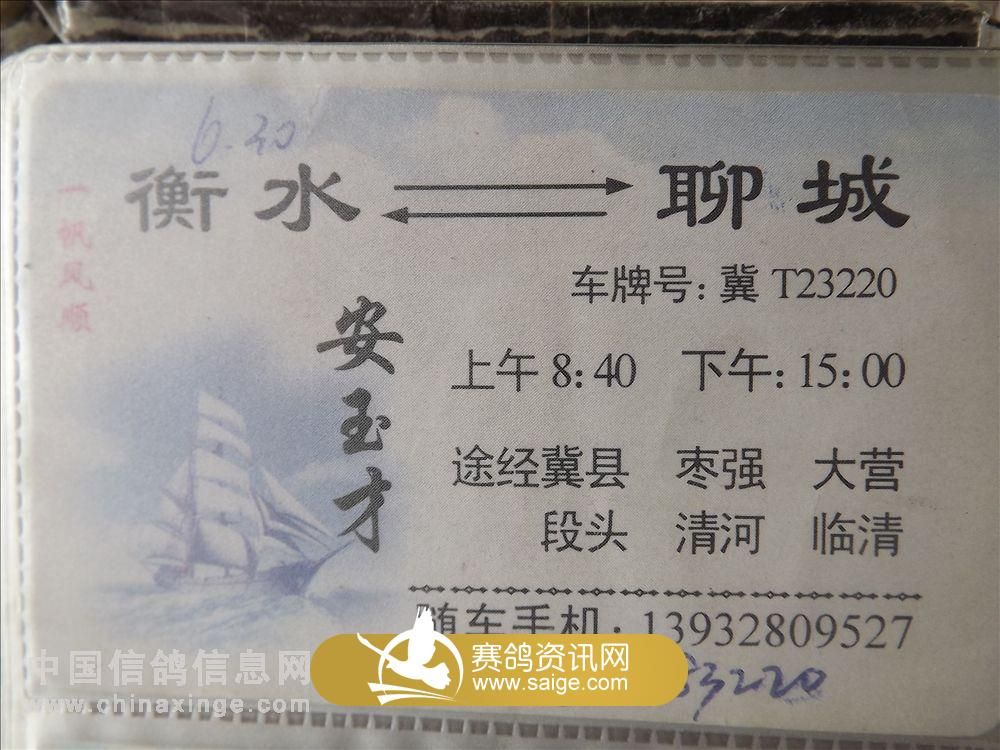 6.20
衡水 聊城
一帆风顺
车牌号:冀 T23220
安玉才
上午 8:40 下午:15:00
途经冀县 枣强 大营
段头 清河 临清
随车手机:13932809527
83220
赛鸽资讯网
www.saige.com
中国信鸽信息网
www.chinaxinge.com